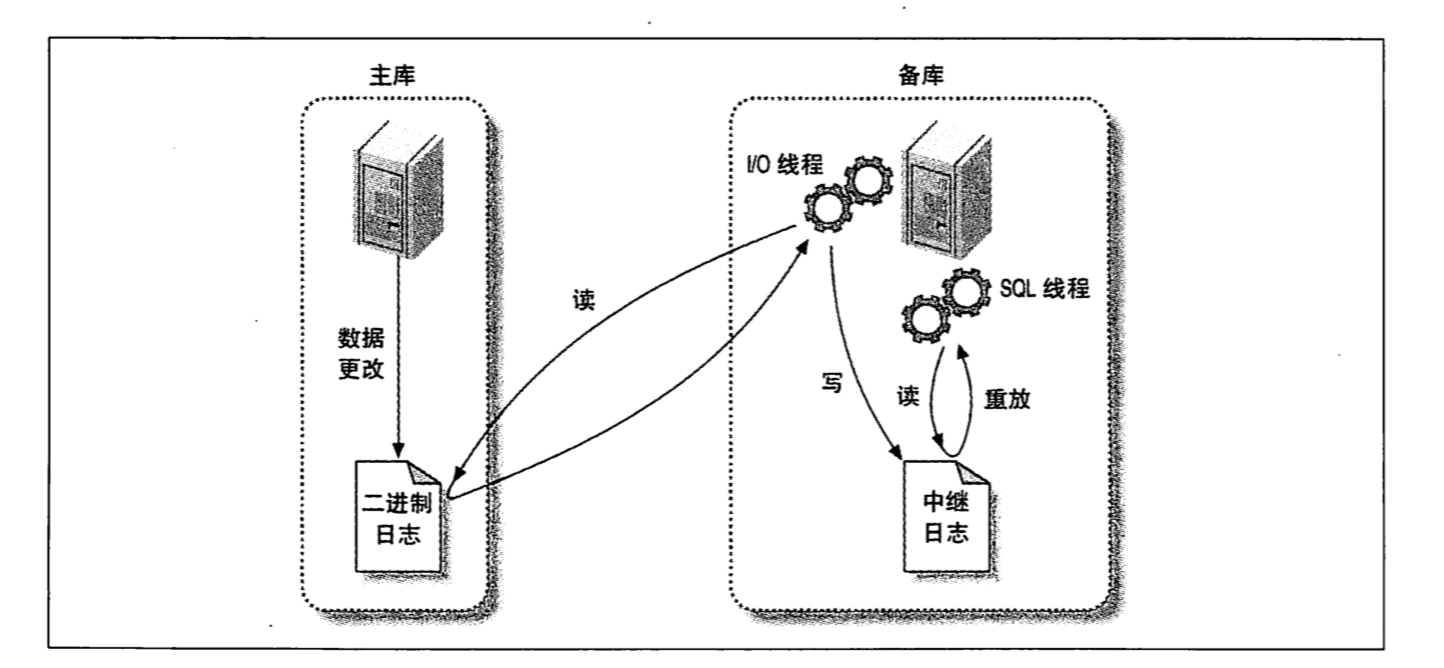 主库
备库
I/O 线程
SQL 线程
读
数据
更改
写
读
重放
二进制
日志
中继
日志